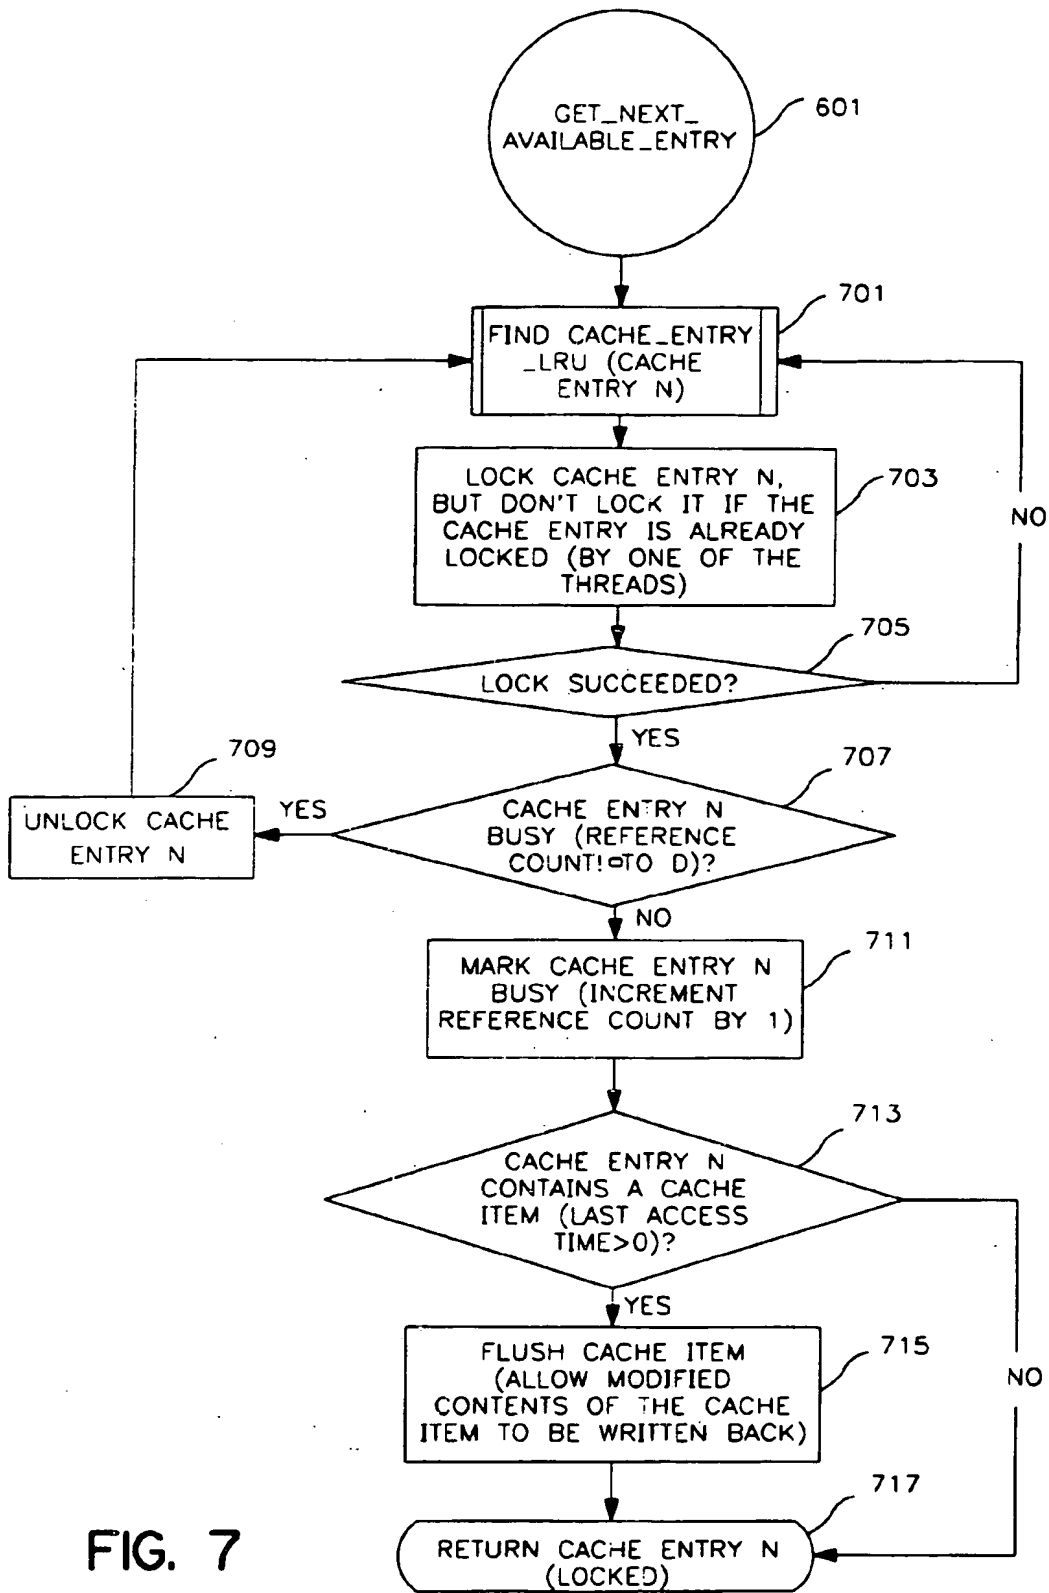 GET_NEXT_
AVAILABLE_ENTRY
601
701
FIND CACHE_ENTRY
_LRU (CACHE
ENTRY N)
LOCK CACHE ENTRY N,
BUT DON'T LOCK IT IF THE
CACHE ENTRY IS ALREADY
LOCKED (BY ONE OF THE
THREADS)
703
NO
705
LOCK SUCCEEDED?
YES
709
UNLOCK CACHE
ENTRY N
YES
707
CACHE ENTRY N
BUSY (REFERENCE
COUNT!=TO D)?
NO
711
MARK CACHE ENTRY N
BUSY (INCREMENT
REFERENCE COUNT BY 1)
713
CACHE ENTRY N
CONTAINS A CACHE
ITEM (LAST ACCESS
TIME>0)?
YES
NO
715
FLUSH CACHE ITEM
(ALLOW MODIFIED
CONTENTS OF THE CACHE
ITEM TO BE WRITTEN BACK)
717
RETURN CACHE ENTRY N
(LOCKED)
FIG. 7